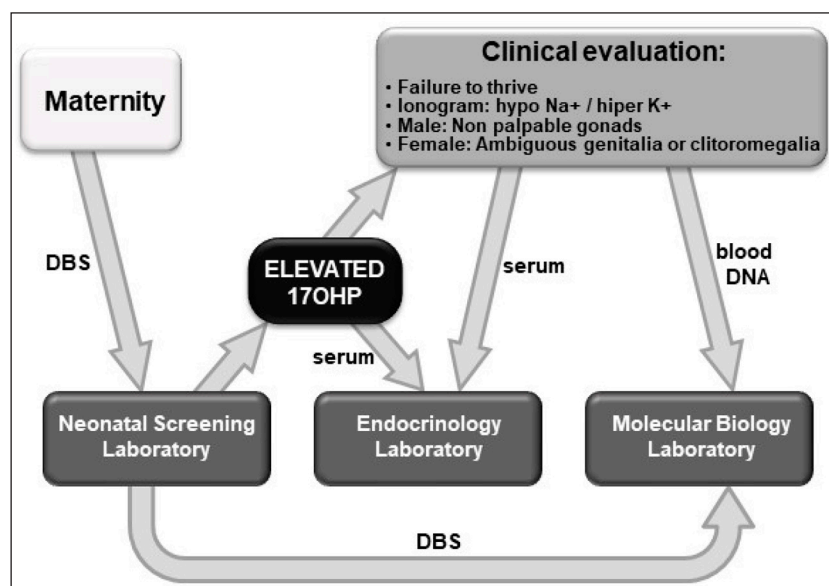 Maternity
Clinical evaluation:
• Failure to thrive
• Ionogram: hypo Na+ / hiper K+
• Male: Non palpable gonads
• Female: Ambiguous genitalia or clitoromegalia
DBS
ELEVATED
17OHP
serum
serum
blood
DNA
Neonatal Screening
Laboratory
Endocrinology
Laboratory
Molecular Biology
Laboratory
DBS